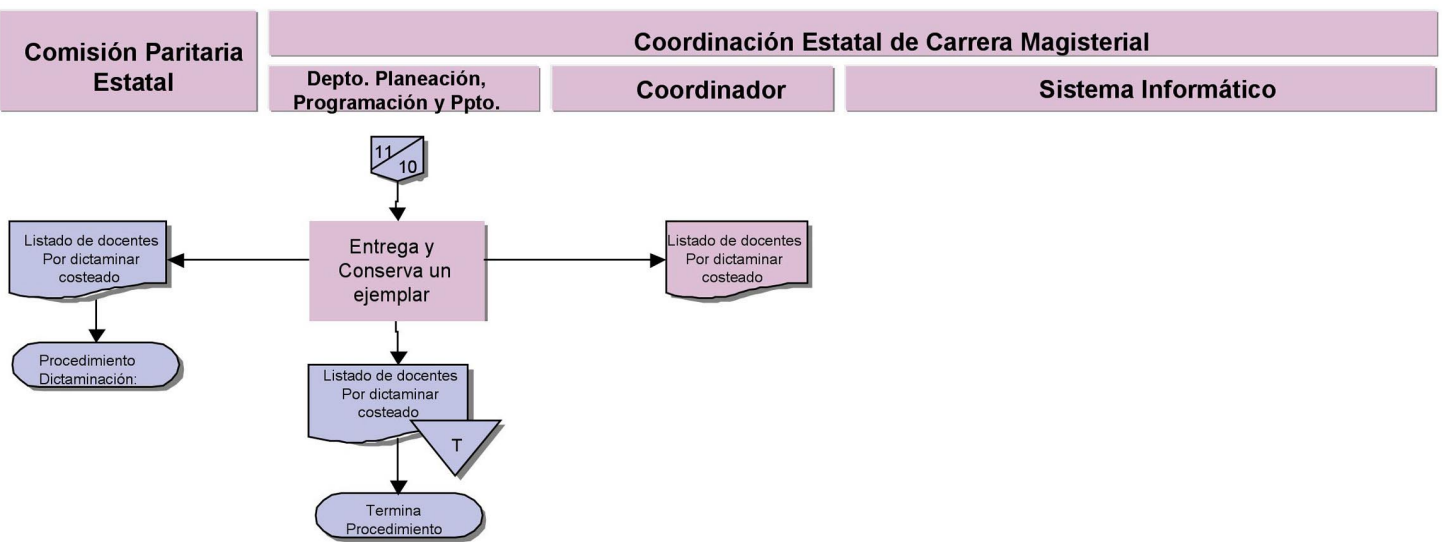 Comisión Paritaria
Estatal
Coordinación Estatal de Carrera Magisterial
Depto. Planeación,
Programación y Ppto.
Coordinador
Sistema Informático
11
10
Listado de docentes
Por dictaminar
costeado
Entrega y
Conserva un
ejemplar
Listado de docentes
Por dictaminar
costeado
Procedimiento
Dictaminación:
Listado de docentes
Por dictaminar
costeado
T
Termina
Procedimiento